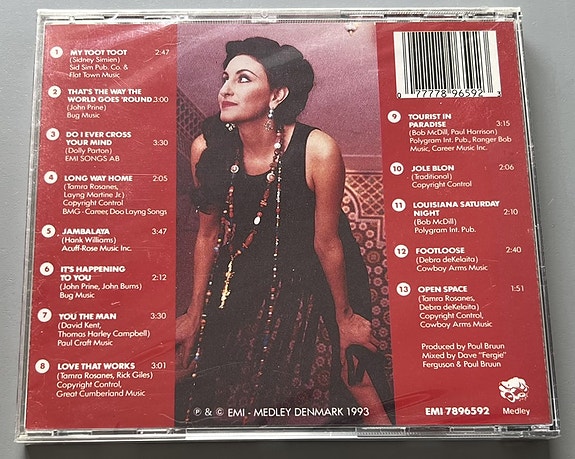 1 MY TOOT TOOT 2:47
(Sidney Simien)
Sid Sim Pub. Co. &
Flat Town Music
2 THAT'S THE WAY THE
WORLD GOES 'ROUND 3:00
(John Prine)
Bug Music
3 DO I EVER CROSS
YOUR MIND 3:30
(Dolly Parton)
EMI SONGS AB
4 LONG WAY HOME 2:05
(Tamra Rosanes,
Layng Martine Jr.)
Copyright Control
BMG - Career, Doo Layng Songs
5 JAMBALAYA 3:47
(Hank Williams)
Acuff-Rose Music Inc.
6 IT'S HAPPENING
TO YOU 2:12
(John Prine, John Burns)
Bug Music
7 YOU THE MAN 3:30
(David Kent,
Thomas Harley Campbell)
Paul Craft Music
8 LOVE THAT WORKS 3:01
(Tamra Rosanes, Rick Giles)
Copyright Control,
Great Cumberland Music
℗ & © EMI - MEDLEY DENMARK 1993
0 77778 96592 3
9 TOURIST IN
PARADISE 3:15
(Bob McDill, Paul Harrison)
Polygram Int. Pub., Ranger Bob
Music, Career Music Inc.
10 JOLE BLON 2:06
(Traditional)
Copyright Control
11 LOUISIANA SATURDAY
NIGHT 2:10
(Bob McDill)
Polygram Int. Pub.
12 FOOTLOOSE 2:40
(Debra deKelaita)
Cowboy Arms Music
13 OPEN SPACE 1:51
(Tamra Rosanes,
Debra deKelaita)
Copyright Control,
Cowboy Arms Music
Produced by Poul Bruun
Mixed by Dave "Fergie"
Ferguson & Poul Bruun
EMI 7896592
Medley